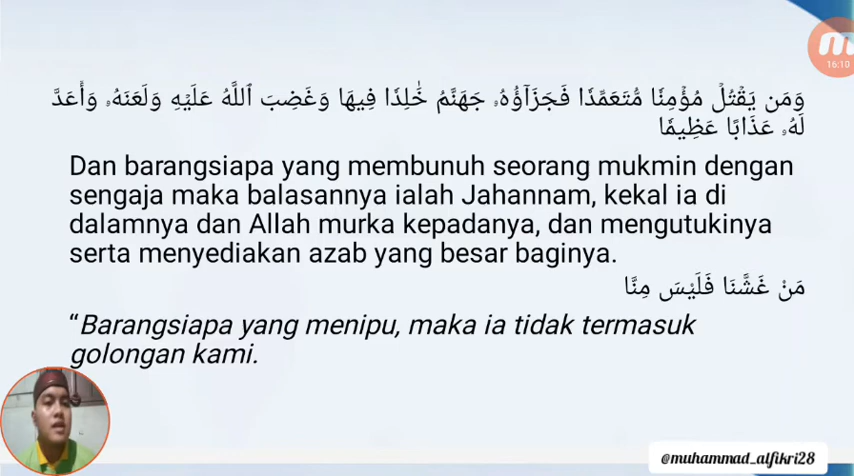 16:10
وَمَن يَقْتُلْ مُؤْمِنًا مُّتَعَمِّدًا فَجَزَآؤُهُۥ جَهَنَّمُ خَٰلِدًا فِيهَا وَغَضِبَ ٱللَّهُ عَلَيْهِ وَلَعَنَهُۥ وَأَعَدَّ
لَهُۥ عَذَابًا عَظِيمًا
Dan barangsiapa yang membunuh seorang mukmin dengan
sengaja maka balasannya ialah Jahannam, kekal ia di
dalamnya dan Allah murka kepadanya, dan mengutukinya
serta menyediakan azab yang besar baginya.
مَنْ غَشَّنَا فَلَيْسَ مِنَّا
“Barangsiapa yang menipu, maka ia tidak termasuk
golongan kami.
@muhammad_alfikri28